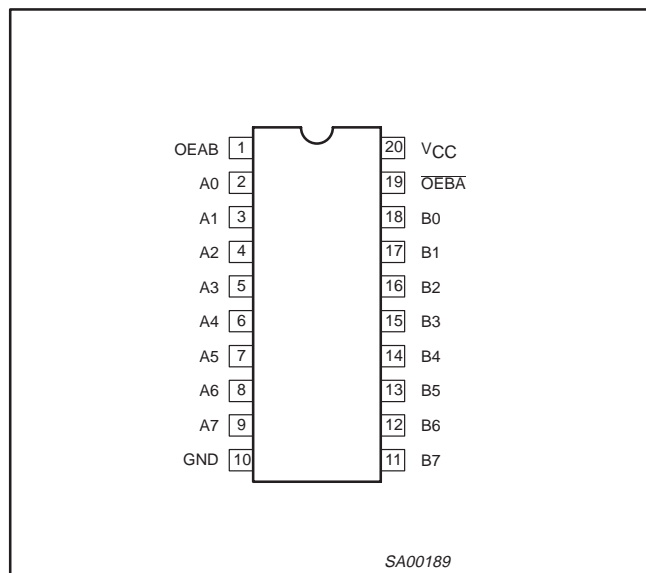 OEAB 1 20 VCC
A0 2 19 O̅E̅B̅A̅
A1 3 18 B0
A2 4 17 B1
A3 5 16 B2
A4 6 15 B3
A5 7 14 B4
A6 8 13 B5
A7 9 12 B6
GND 10 11 B7
SA00189